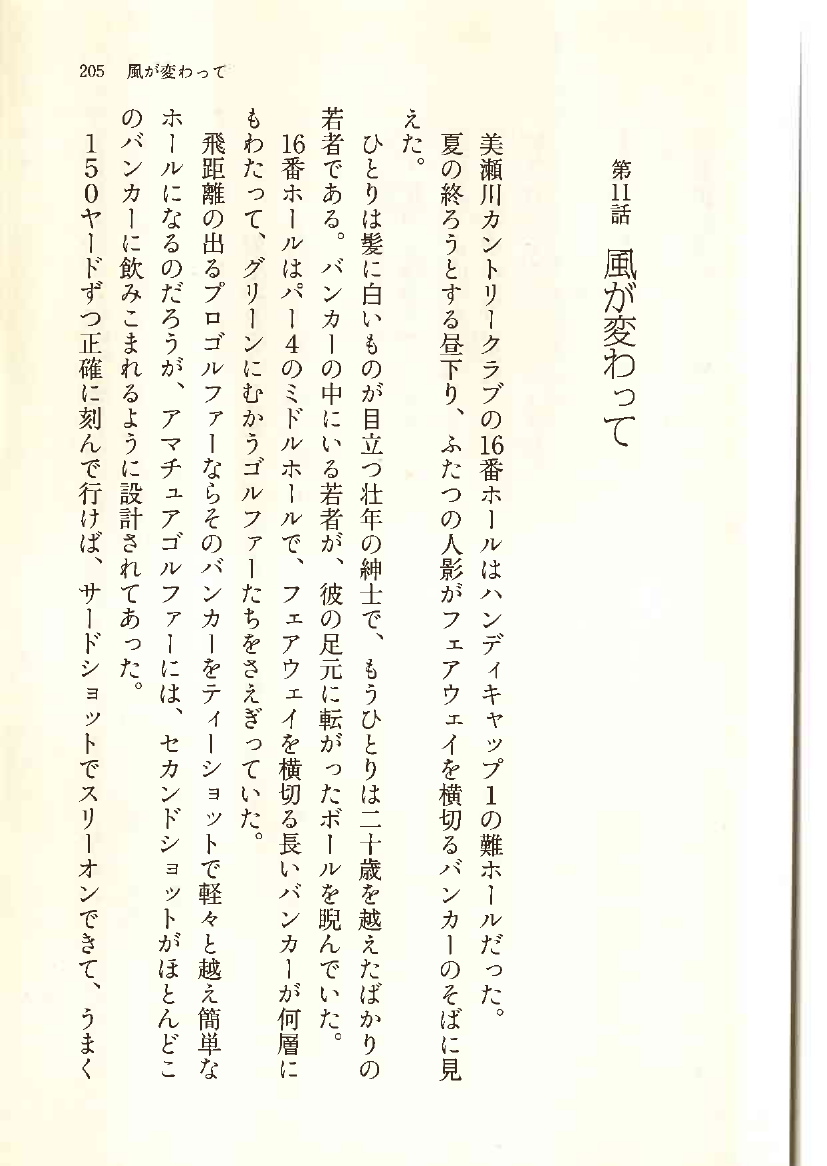 205 風が変わって
第11話 風が変わって
美瀬川カントリークラブの16番ホールはハンディキャップ1の難ホールだった。
夏の終ろうとする昼下り、ふたつの人影がフェアウェイを横切るバンカーのそばに見
えた。
ひとりは髪に白いものが目立つ壮年の紳士で、もうひとりは二十歳を越えたばかりの
若者である。バンカーの中にいる若者が、彼の足元に転がったボールを睨んでいた。
16番ホールはパー4のミドルホールで、フェアウェイを横切る長いバンカーが何層に
もわたって、グリーンにむかうゴルファーたちをさえぎっていた。
飛距離の出るプロゴルファーならそのバンカーをティーショットで軽々と越え簡単な
ホールになるのだろうが、アマチュアゴルファーには、セカンドショットがほとんどこ
のバンカーに飲みこまれるように設計されてあった。
150ヤードずつ正確に刻んで行けば、サードショットでスリーオンできて、うまく